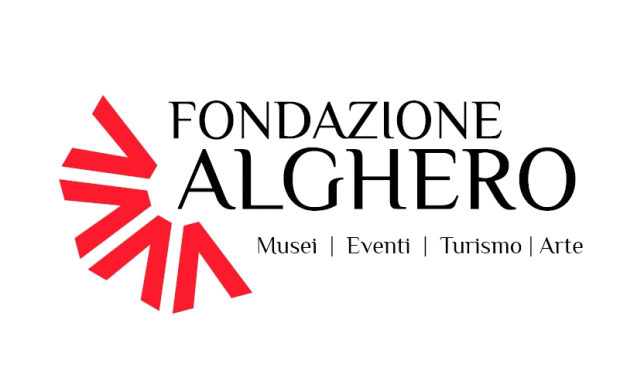 FONDAZIONE
ALGHERO
Musei | Eventi | Turismo | Arte